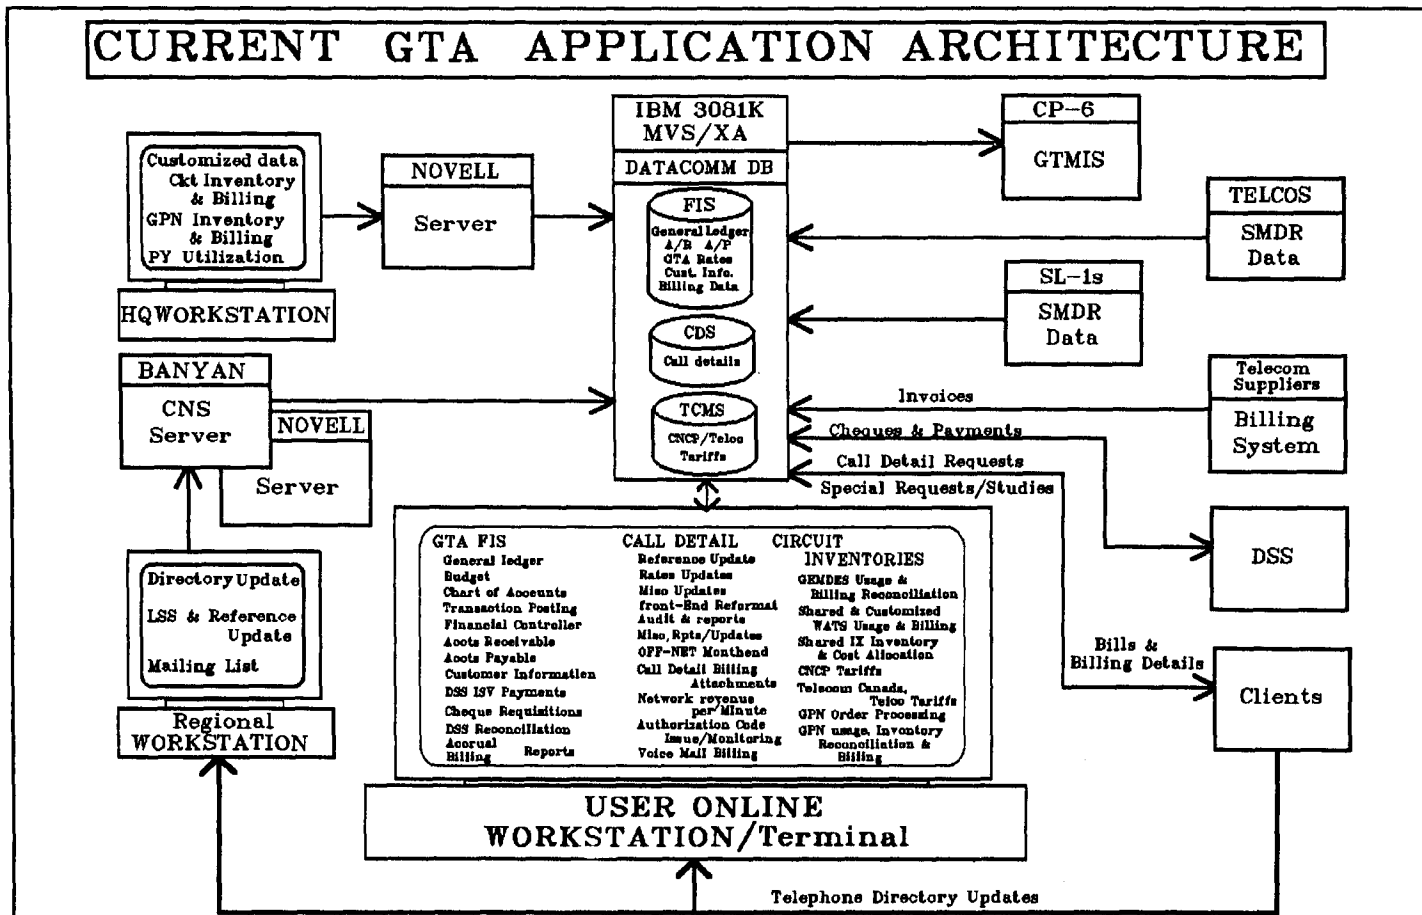 CURRENT GTA APPLICATION ARCHITECTURE
Customized data
Ckt Inventory
& Billing
GPN Inventory
& Billing
PY Utilization
HQWORKSTATION
NOVELL
Server
IBM 3081K
MVS/XA
DATACOMM DB
FIS
General Ledger
A/R A/P
GTA Rates
Cust. Info.
Billing Data
CDS
Call details
TCMS
CNCP/Telco
Tariffs
CP-6
GTMIS
TELCOS
SMDR
Data
SL-1s
SMDR
Data
Telecom
Suppliers
Billing
System
Invoices
Cheques & Payments
Call Detail Requests
Special Requests/Studies
DSS
Bills &
Billing Details
Clients
BANYAN
CNS
Server
NOVELL
Server
Directory Update
LSS & Reference
Update
Mailing List
Regional
WORKSTATION
GTA FIS
General ledger
Budget
Chart of Accounts
Transaction Posting
Financial Controller
Accts Receivable
Accts Payable
Customer Information
DSS ISV Payments
Cheque Requisitions
DSS Reconciliation
Accrual
Billing Reports
CALL DETAIL
Reference Update
Rates Updates
Misc Updates
front-End Reformat
Audit & reports
Misc, Rpts/Updates
OFF-NET Monthend
Call Detail Billing
Attachments
Network revenue
per Minute
Authorization Code
Issue/Monitoring
Voice Mail Billing
CIRCUIT
INVENTORIES
GEMDES Usage &
Billing Reconciliation
Shared & Customized
WATS Usage & Billing
Shared IX Inventory
& Cost Allocation
CNCP Tariffs
Telecom Canada,
Telco Tariffs
GPN Order Processing
GPN usage, Inventory
Reconciliation &
Billing
USER ONLINE
WORKSTATION/Terminal
Telephone Directory Updates